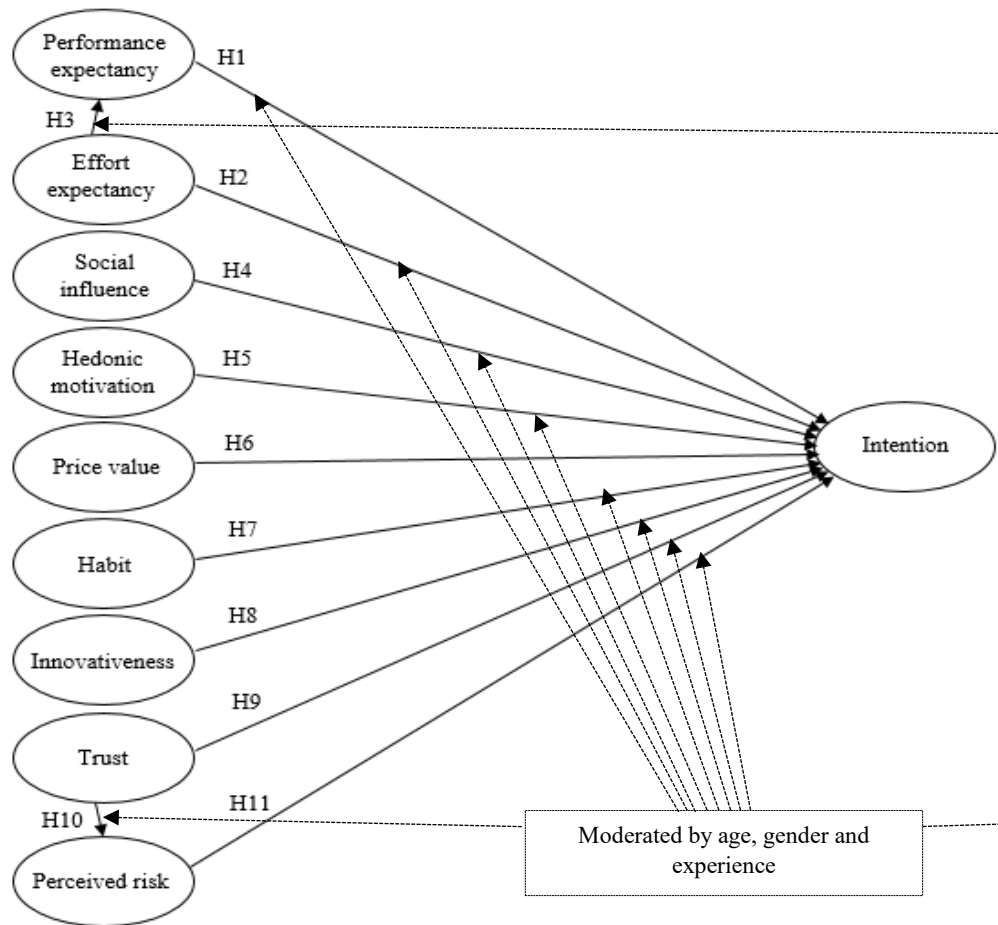 Performance
expectancy
H1
H3
Effort
expectancy
H2
Social
influence
H4
Hedonic
motivation
H5
Price value
H6
Intention
Habit
H7
Innovativeness
H8
Trust
H9
H10
H11
Perceived risk
Moderated by age, gender and
experience